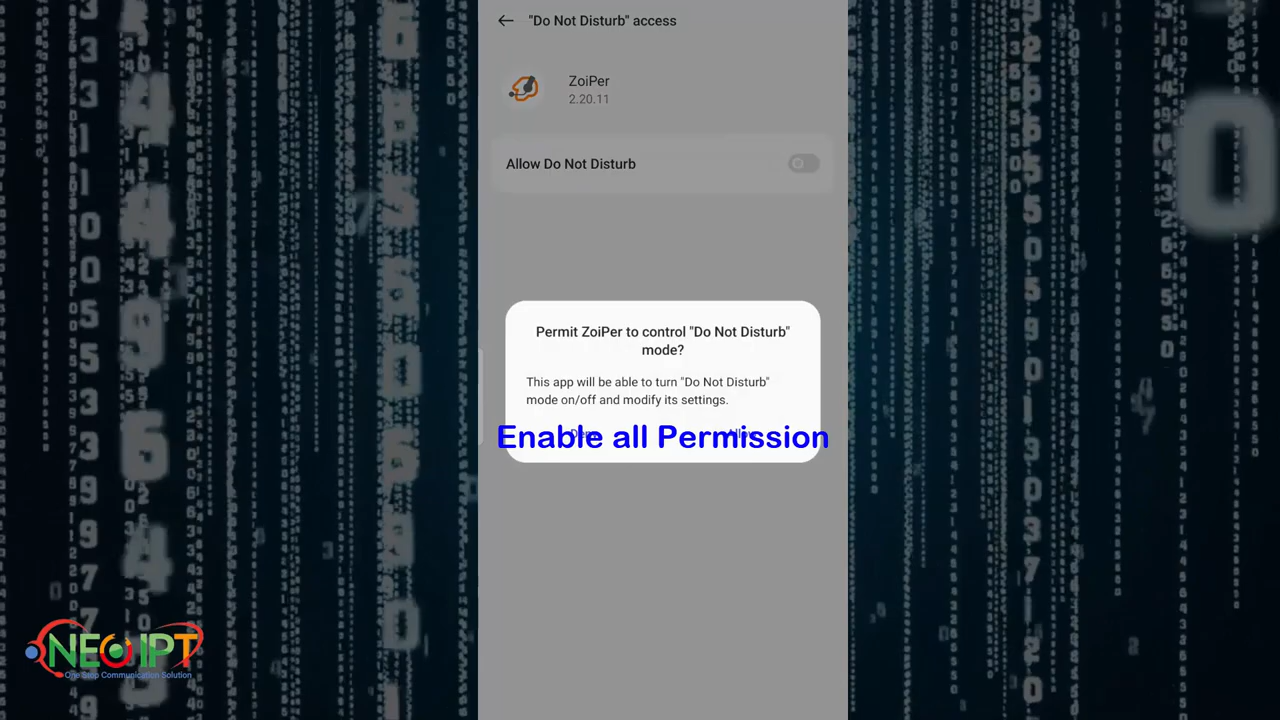 "Do Not Disturb" access
ZoiPer
2.20.11
Allow Do Not Disturb
Permit ZoiPer to control "Do Not Disturb"
mode?
This app will be able to turn "Do Not Disturb"
mode on/off and modify its settings.
Enable all Permission
NEO IPT
One Stop Communication Solution